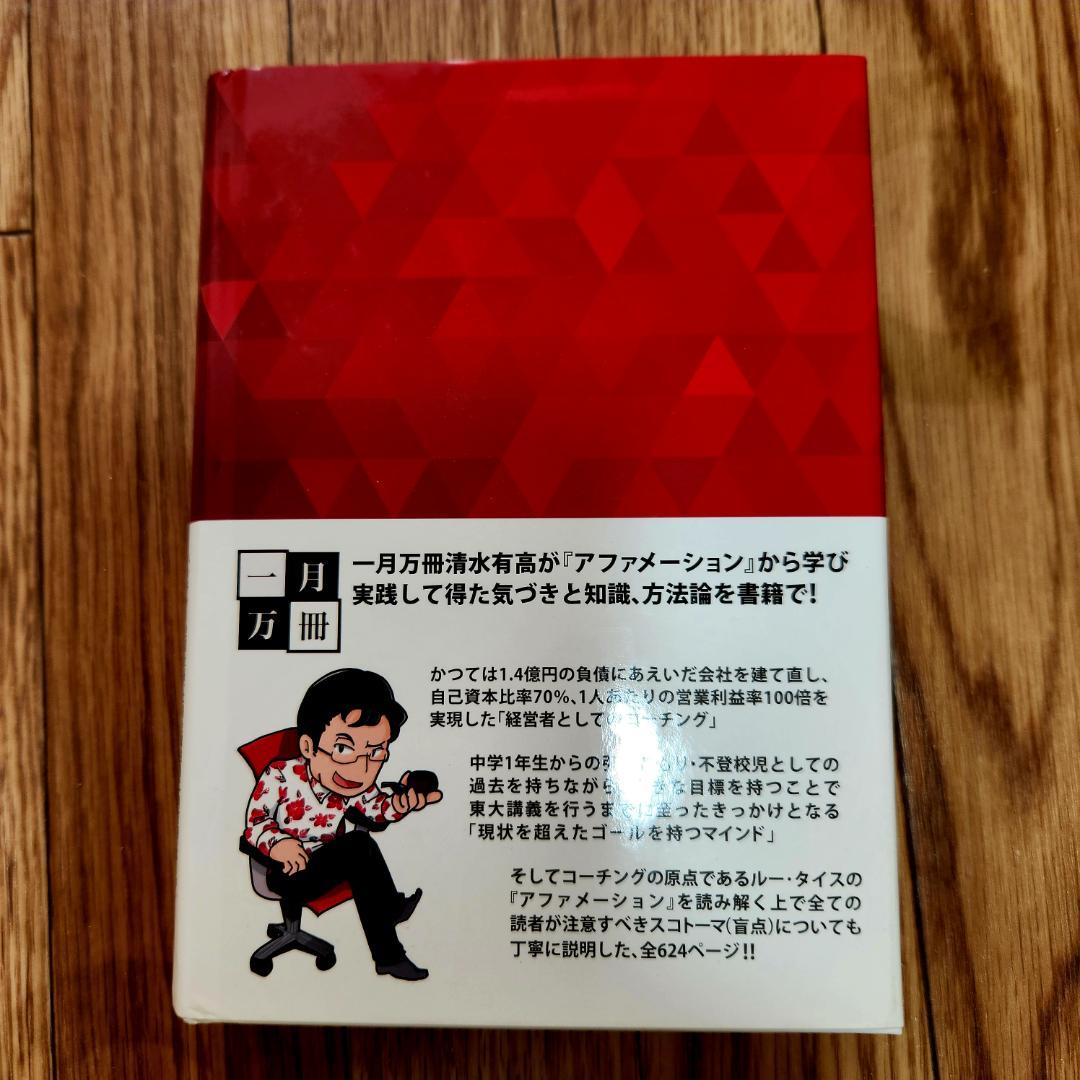 一月
万冊
一月万冊清水有高が『アファメーション』から学び
実践して得た気づきと知識、方法論を書籍で!
かつては1.4億円の負債にあえいだ会社を建て直し、
自己資本比率70%、1人あたりの営業利益率100倍を
実現した「経営者としてのコーチング」
中学1年生からの引 り・不登校児としての
過去を持ちながら な目標を持つことで
東大講義を行うまでに至ったきっかけとなる
「現状を超えたゴールを持つマインド」
そしてコーチングの原点であるルー・タイスの
『アファメーション』を読み解く上で全ての
読者が注意すべきスコトーマ(盲点)についても
丁寧に説明した、全624ページ!!